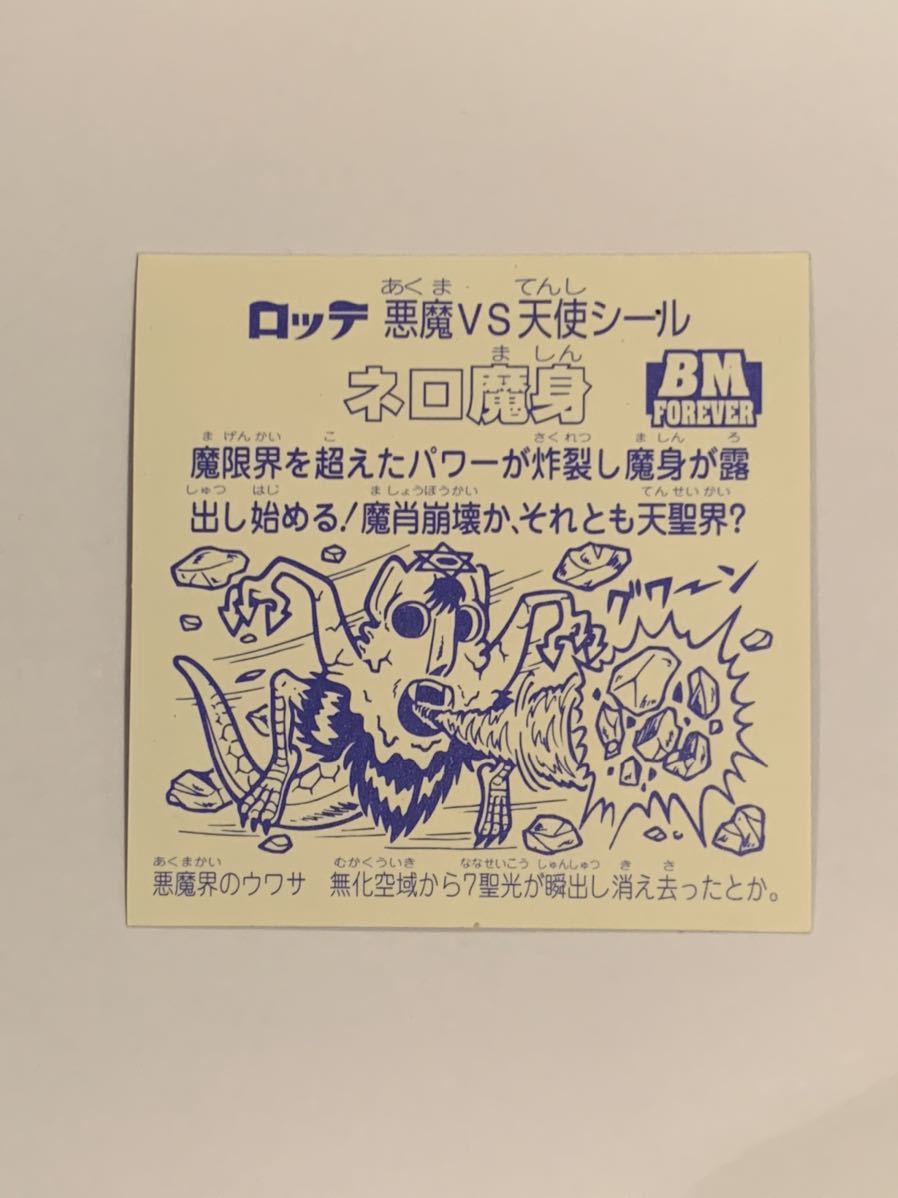 あくま てんし
ロッテ 悪魔VS天使シール
ましん
ネロ魔身
BM
FOREVER
まげんかい こ さくれつ ましん ろ
魔限界を超えたパワーが炸裂し魔身が露
しゅつ はじ ましょうほうかい てんせいかい
出し始める!魔肖崩壊か、それとも天聖界?
グワーン
あくまかい むかくういき ななせいこう しゅんしゅつ き さ
悪魔界のウワサ 無化空域から7聖光が瞬出し消え去ったとか。